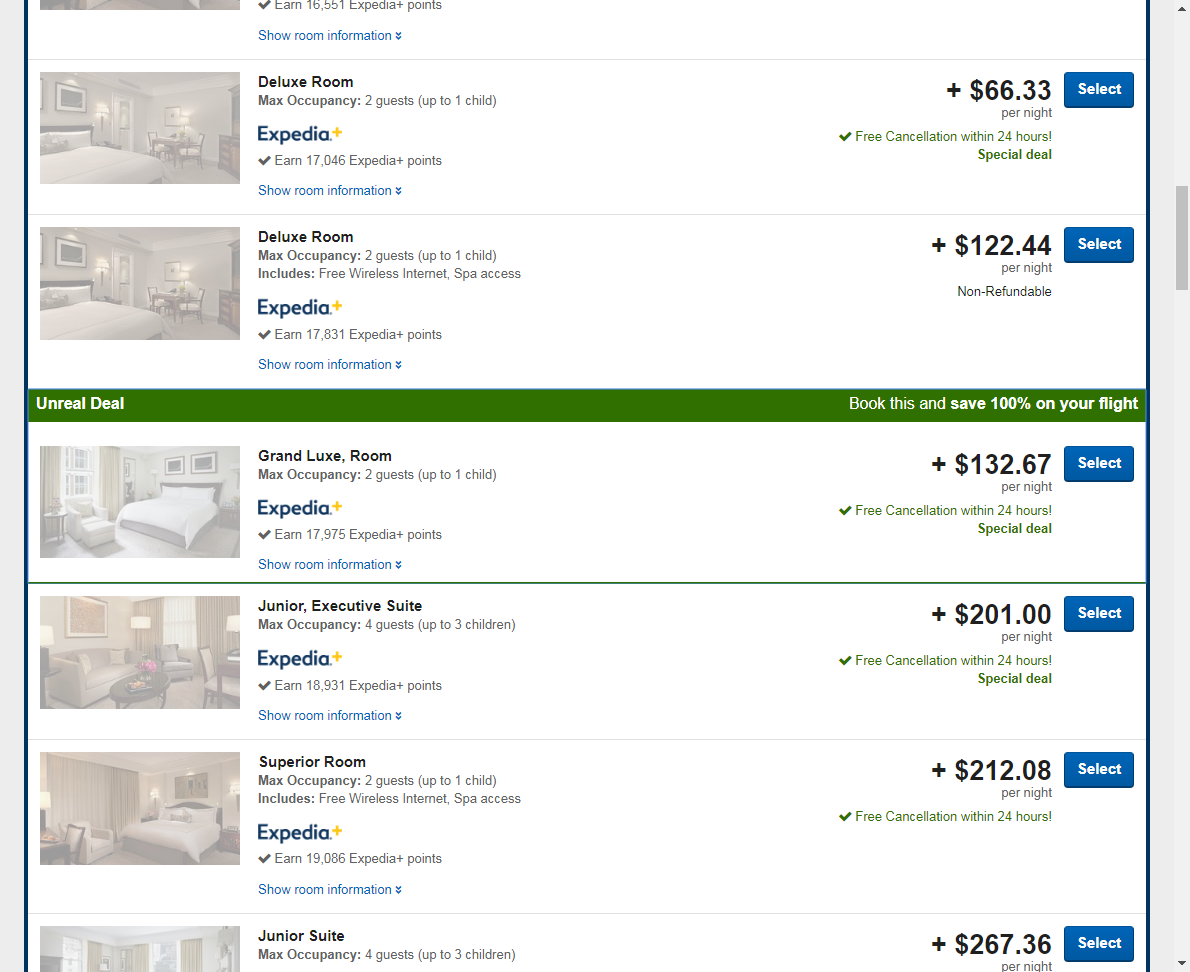 Earn 16,551 Expedia+ points
Show room information
Deluxe Room
Max Occupancy: 2 guests (up to 1 child)
Expedia+
Earn 17,046 Expedia+ points
Show room information
+ $66.33
per night
Free Cancellation within 24 hours!
Special deal
Select
Deluxe Room
Max Occupancy: 2 guests (up to 1 child)
Includes: Free Wireless Internet, Spa access
Expedia+
Earn 17,831 Expedia+ points
Show room information
+ $122.44
per night
Non-Refundable
Select
Unreal Deal
Book this and save 100% on your flight
Grand Luxe, Room
Max Occupancy: 2 guests (up to 1 child)
Expedia+
Earn 17,975 Expedia+ points
Show room information
+ $132.67
per night
Free Cancellation within 24 hours!
Special deal
Select
Junior, Executive Suite
Max Occupancy: 4 guests (up to 3 children)
Expedia+
Earn 18,931 Expedia+ points
Show room information
+ $201.00
per night
Free Cancellation within 24 hours!
Special deal
Select
Superior Room
Max Occupancy: 2 guests (up to 1 child)
Includes: Free Wireless Internet, Spa access
Expedia+
Earn 19,086 Expedia+ points
Show room information
+ $212.08
per night
Free Cancellation within 24 hours!
Select
Junior Suite
Max Occupancy: 4 guests (up to 3 children)
+ $267.36
per night
Select